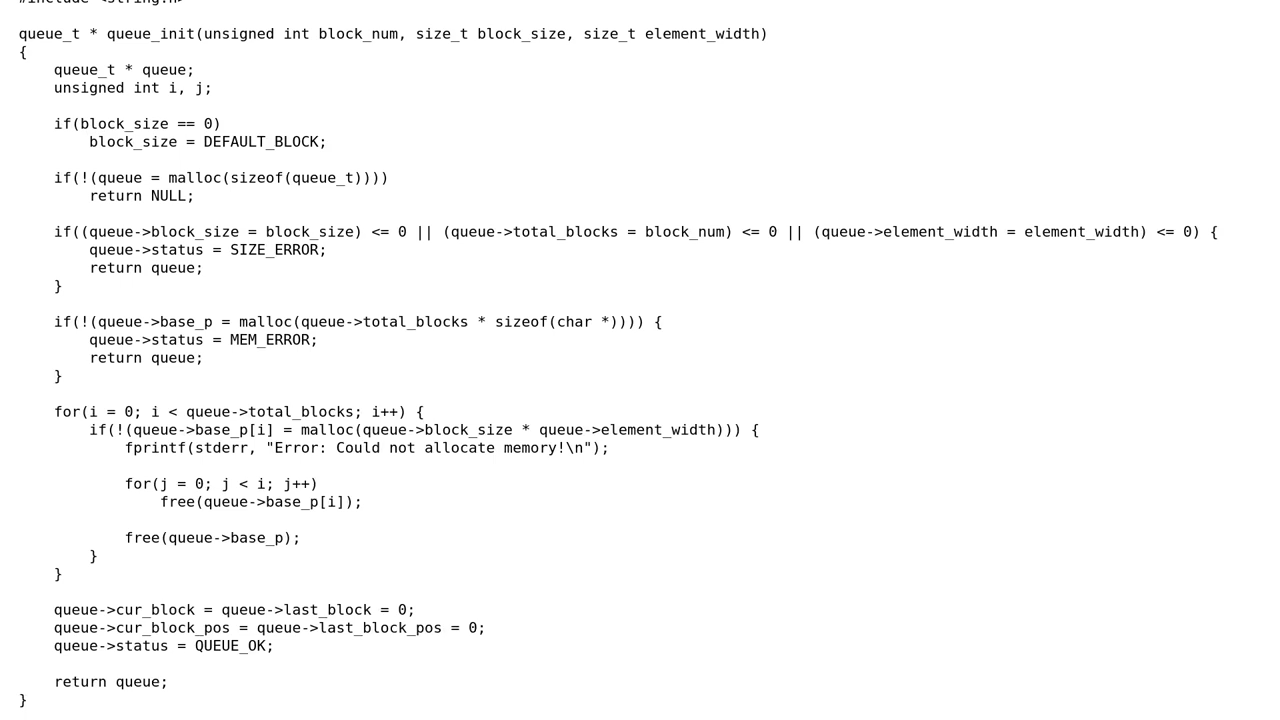 #include <string.h>
queue_t * queue_init(unsigned int block_num, size_t block_size, size_t element_width)
{
    queue_t * queue;
    unsigned int i, j;
    if(block_size == 0)
        block_size = DEFAULT_BLOCK;
    if(!(queue = malloc(sizeof(queue_t))))
        return NULL;
    if((queue->block_size = block_size) <= 0 || (queue->total_blocks = block_num) <= 0 || (queue->element_width = element_width) <= 0) {
        queue->status = SIZE_ERROR;
        return queue;
    }
    if(!(queue->base_p = malloc(queue->total_blocks * sizeof(char *)))) {
        queue->status = MEM_ERROR;
        return queue;
    }
    for(i = 0; i < queue->total_blocks; i++) {
        if(!(queue->base_p[i] = malloc(queue->block_size * queue->element_width))) {
            fprintf(stderr, "Error: Could not allocate memory!\n");
            for(j = 0; j < i; j++)
                free(queue->base_p[i]);
            free(queue->base_p);
        }
    }
    queue->cur_block = queue->last_block = 0;
    queue->cur_block_pos = queue->last_block_pos = 0;
    queue->status = QUEUE_OK;
    return queue;
}